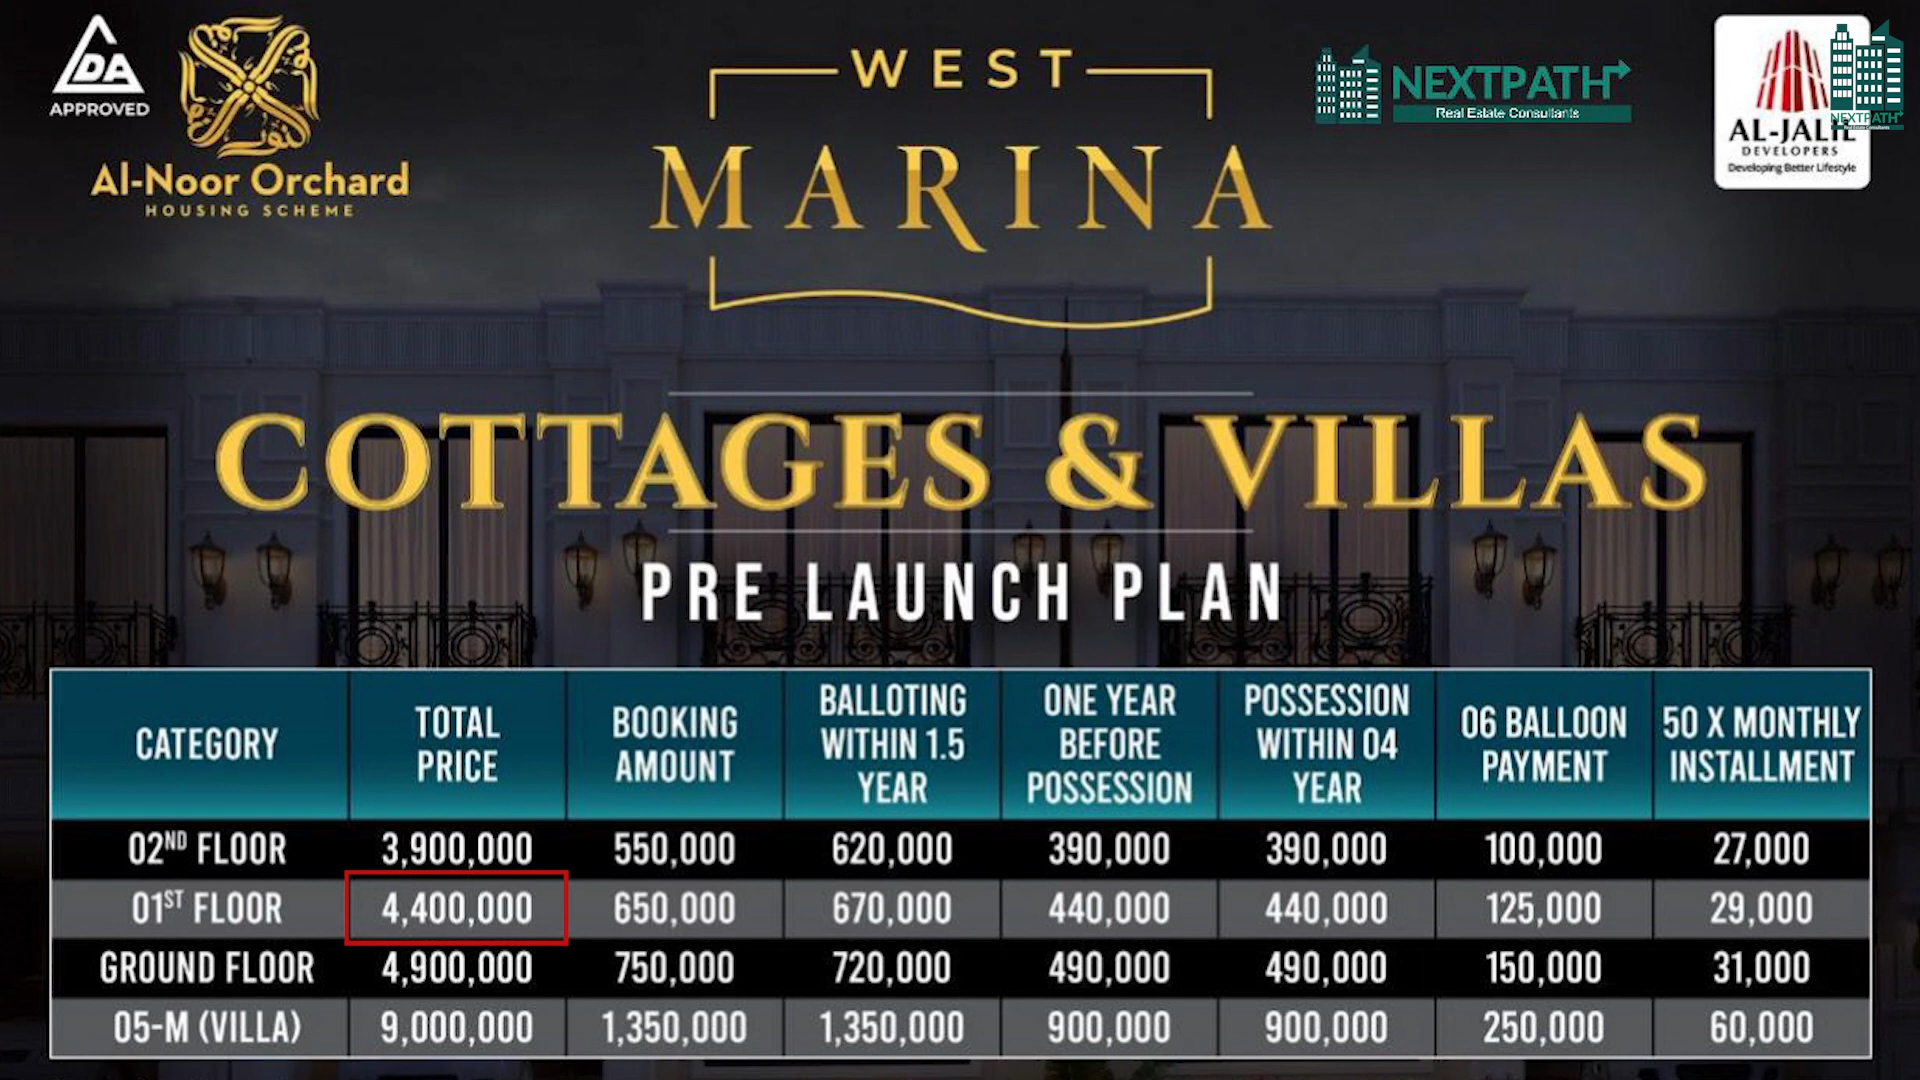 LDA
APPROVED
Al-Noor Orchard
HOUSING SCHEME
WEST
MARINA
NEXTPATH
Real Estate Consultants
AL-JALIL
DEVELOPERS
Developing Better Lifestyle
NEXTPATH
Real Estate Consultants
COTTAGES & VILLAS
PRE LAUNCH PLAN
CATEGORY TOTAL PRICE BOOKING AMOUNT BALLOTING WITHIN 1.5 YEAR ONE YEAR BEFORE POSSESSION POSSESSION WITHIN 04 YEAR 06 BALLOON PAYMENT 50 X MONTHLY INSTALLMENT
02ND FLOOR 3,900,000 550,000 620,000 390,000 390,000 100,000 27,000
01ST FLOOR 4,400,000 650,000 670,000 440,000 440,000 125,000 29,000
GROUND FLOOR 4,900,000 750,000 720,000 490,000 490,000 150,000 31,000
05-M (VILLA) 9,000,000 1,350,000 1,350,000 900,000 900,000 250,000 60,000